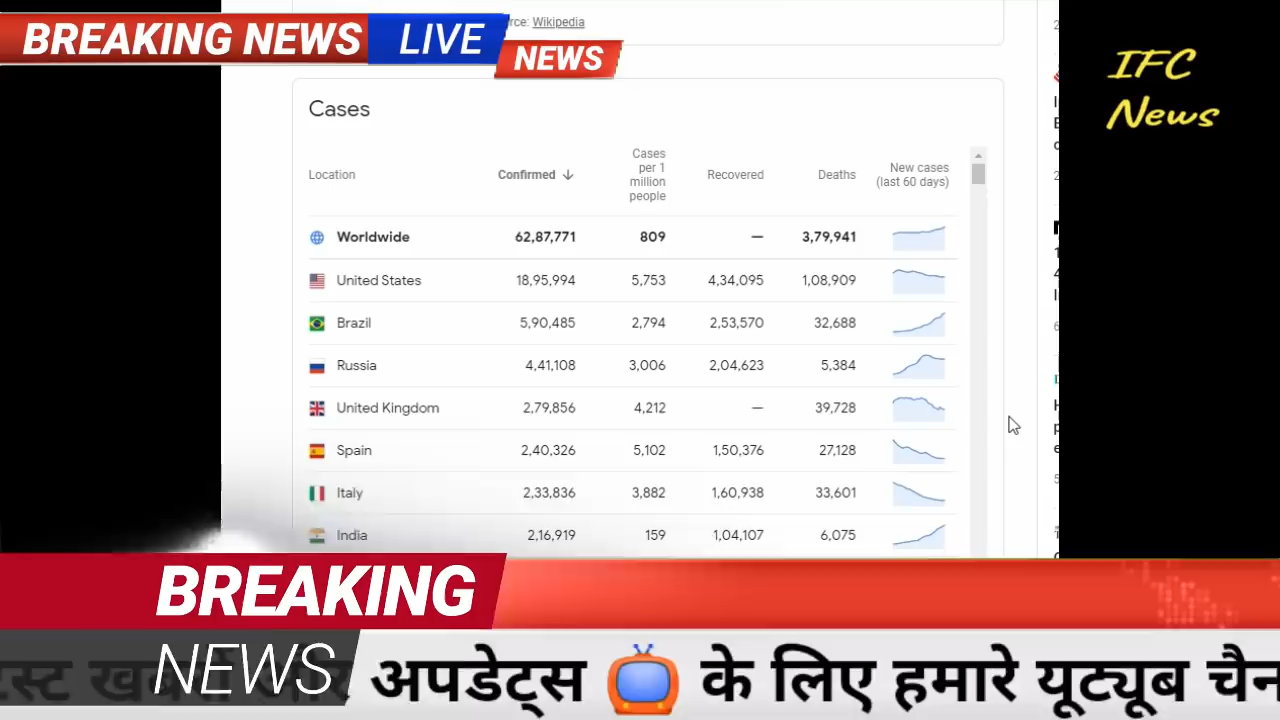 BREAKING NEWS LIVE
NEWS
Wikipedia
IFC
News
Cases
Location Confirmed ↓ Cases per 1 million people Recovered Deaths New cases (last 60 days)
Worldwide 62,87,771 809 — 3,79,941
United States 18,95,994 5,753 4,34,095 1,08,909
Brazil 5,90,485 2,794 2,53,570 32,688
Russia 4,41,108 3,006 2,04,623 5,384
United Kingdom 2,79,856 4,212 — 39,728
Spain 2,40,326 5,102 1,50,376 27,128
Italy 2,33,836 3,882 1,60,938 33,601
India 2,16,919 159 1,04,107 6,075
BREAKING
NEWS
अपडेट्स 📺 के लिए हमारे यूट्यूब